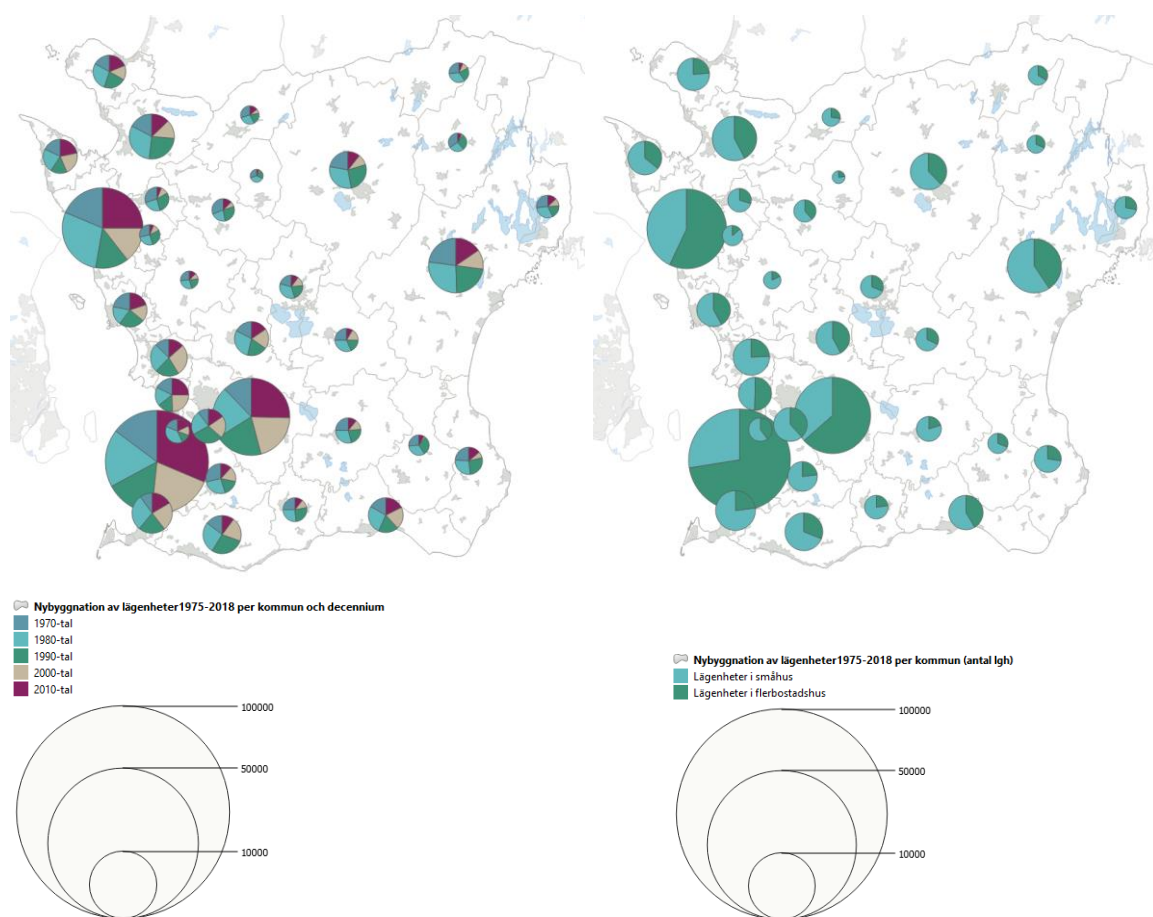 Nybyggnation av lägenheter1975-2018 per kommun och decennium
1970-tal
1980-tal
1990-tal
2000-tal
2010-tal
100000
50000
10000
Nybyggnation av lägenheter1975-2018 per kommun (antal lgh)
Lägenheter i småhus
Lägenheter i flerbostadshus
100000
50000
10000